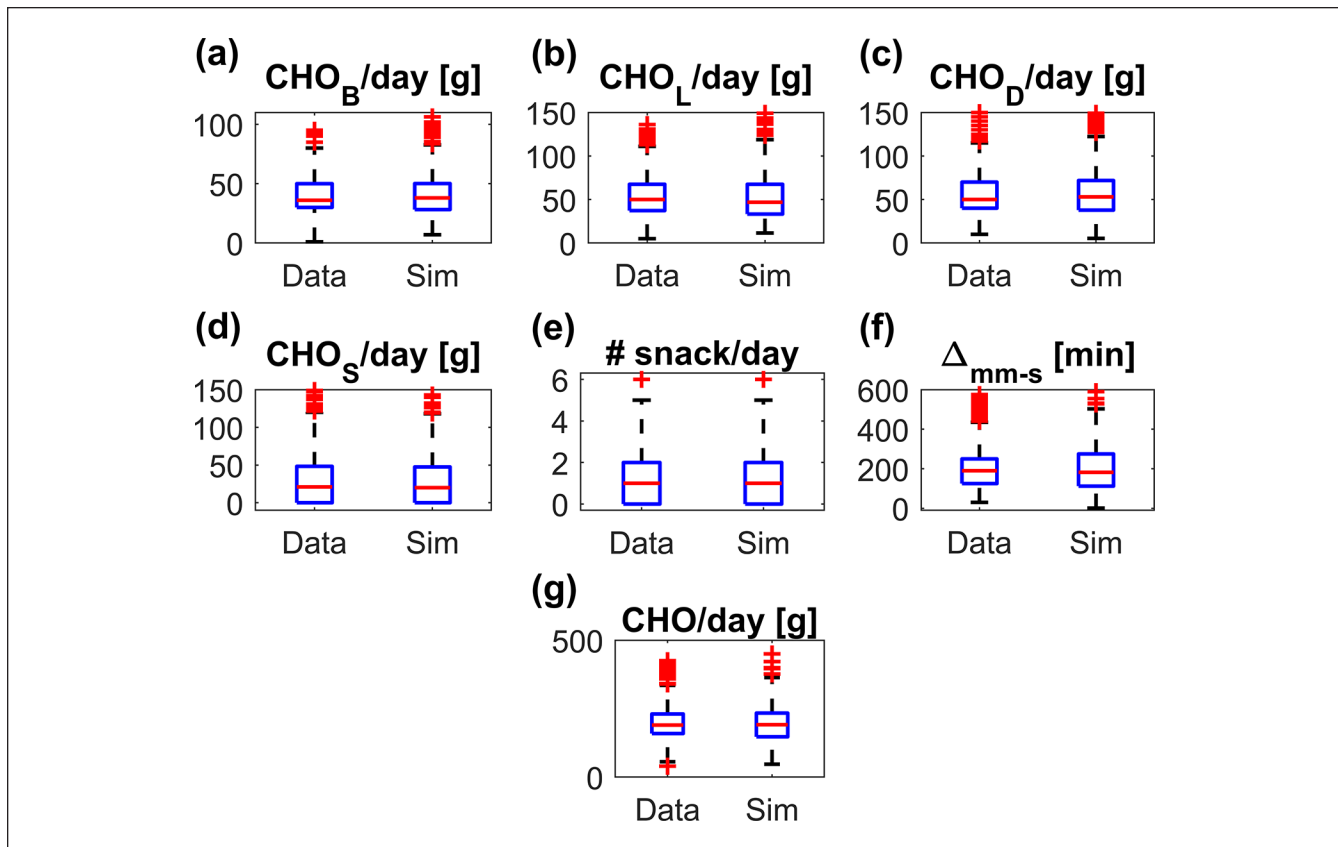 (a)
CHO_B/day [g]
100
50
0
Data Sim
(b)
CHO_L/day [g]
150
100
50
0
Data Sim
(c)
CHO_D/day [g]
150
100
50
0
Data Sim
(d)
CHO_S/day [g]
150
100
50
0
Data Sim
(e)
# snack/day
6
4
2
0
Data Sim
(f)
Δ_mm-s [min]
600
400
200
0
Data Sim
(g)
CHO/day [g]
500
0
Data Sim